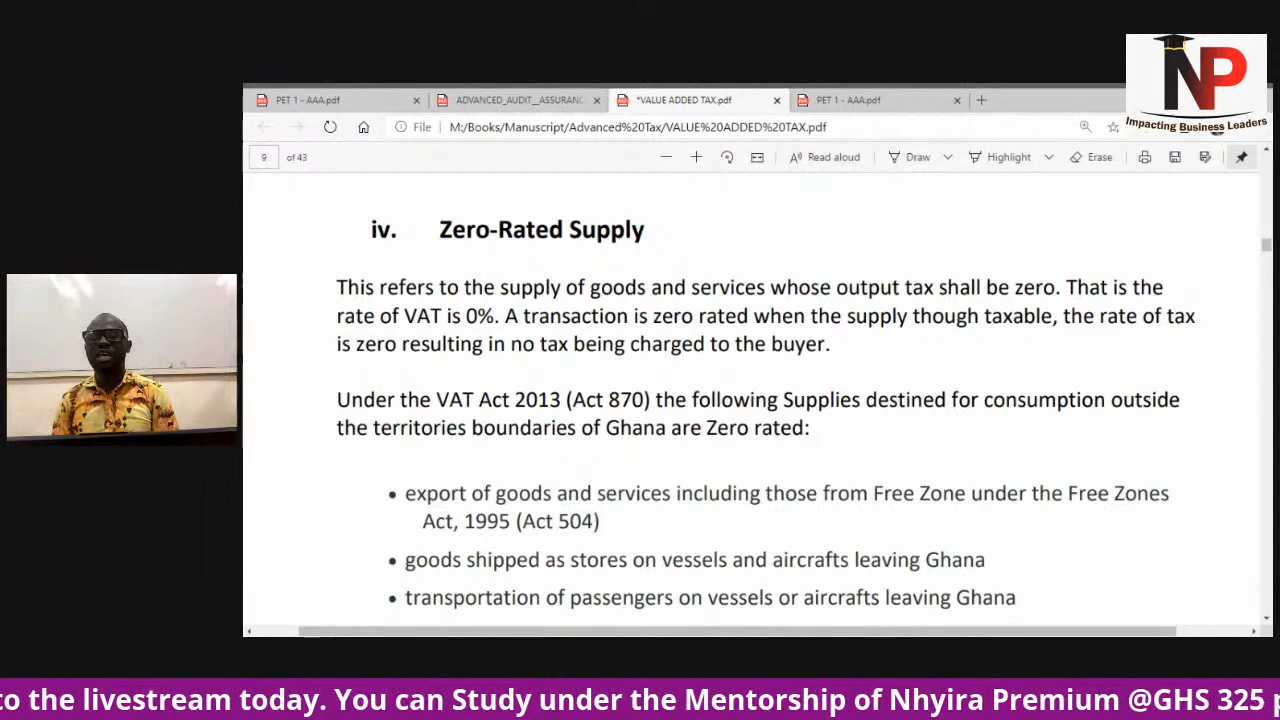 NP
Impacting Business Leaders
PET 1 - AAA.pdf
ADVANCED_AUDIT__ASSURANC
*VALUE ADDED TAX.pdf
PET 1 - AAA.pdf
File M:/Books/Manuscript/Advanced%20Tax/VALUE%20ADDED%20TAX.pdf
9 of 43 Read aloud Draw Highlight Erase
iv. Zero-Rated Supply
This refers to the supply of goods and services whose output tax shall be zero. That is the
rate of VAT is 0%. A transaction is zero rated when the supply though taxable, the rate of tax
is zero resulting in no tax being charged to the buyer.
Under the VAT Act 2013 (Act 870) the following Supplies destined for consumption outside
the territories boundaries of Ghana are Zero rated:
• export of goods and services including those from Free Zone under the Free Zones
Act, 1995 (Act 504)
• goods shipped as stores on vessels and aircrafts leaving Ghana
• transportation of passengers on vessels or aircrafts leaving Ghana
to the livestream today. You can Study under the Mentorship of Nhyira Premium @GHS 325 p